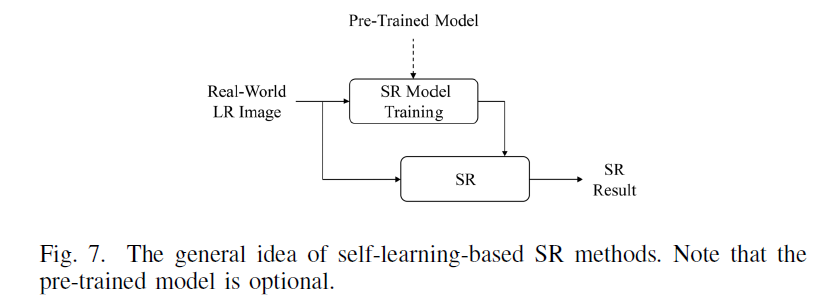 Pre-Trained Model
Real-World
LR Image
SR Model
Training
SR
SR
Result
Fig. 7. The general idea of self-learning-based SR methods. Note that the
pre-trained model is optional.